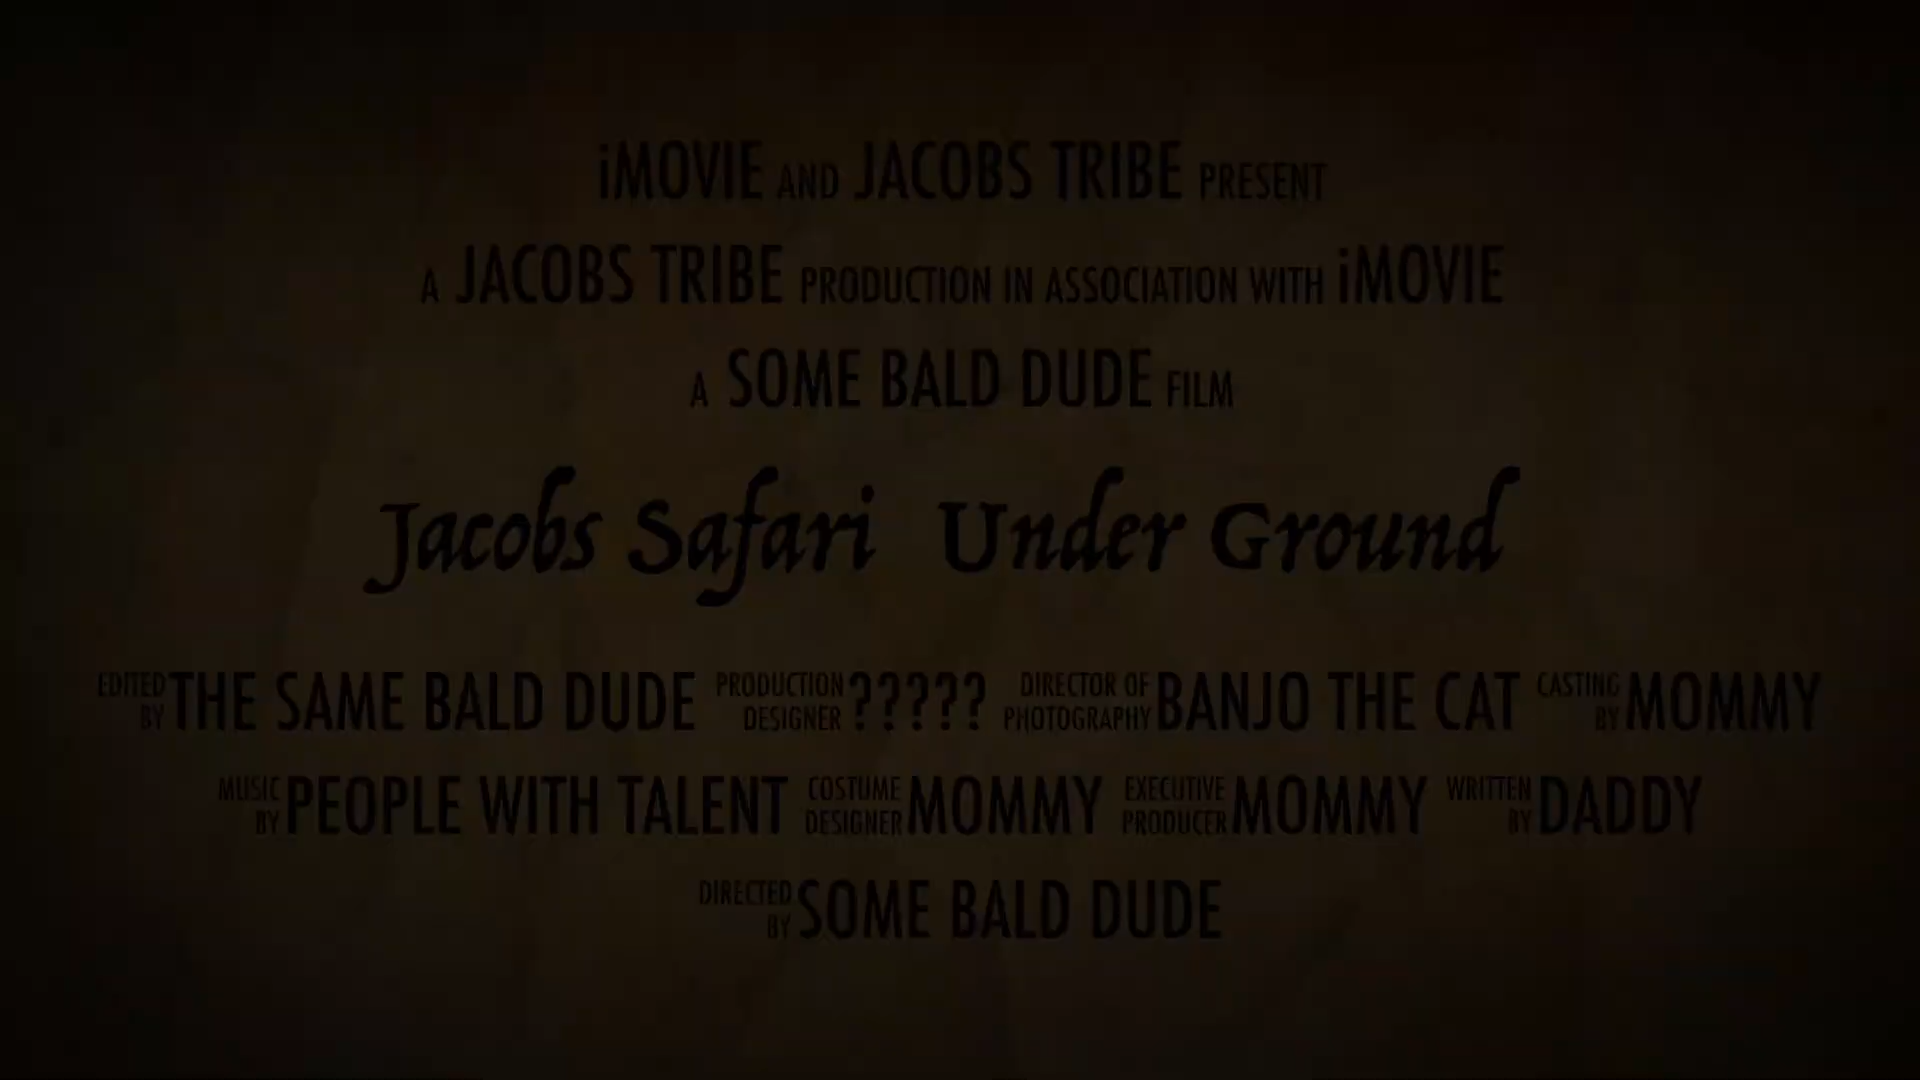 iMOVIE AND JACOBS TRIBE PRESENT
A JACOBS TRIBE PRODUCTION IN ASSOCIATION WITH iMOVIE
A SOME BALD DUDE FILM
Jacobs Safari Under Ground
EDITED BY THE SAME BALD DUDE PRODUCTION DESIGNER ????? DIRECTOR OF PHOTOGRAPHY BANJO THE CAT CASTING BY MOMMY
MUSIC BY PEOPLE WITH TALENT COSTUME DESIGNER MOMMY EXECUTIVE PRODUCER MOMMY WRITTEN BY DADDY
DIRECTED BY SOME BALD DUDE